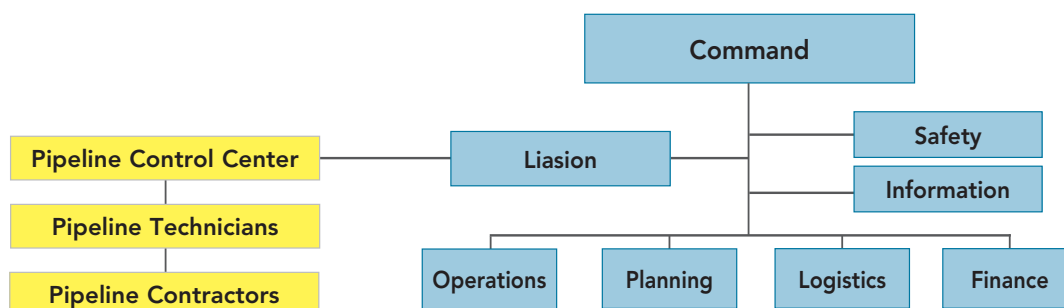 Command
Safety
Pipeline Control Center
Liasion
Information
Pipeline Technicians
Operations
Planning
Logistics
Finance
Pipeline Contractors